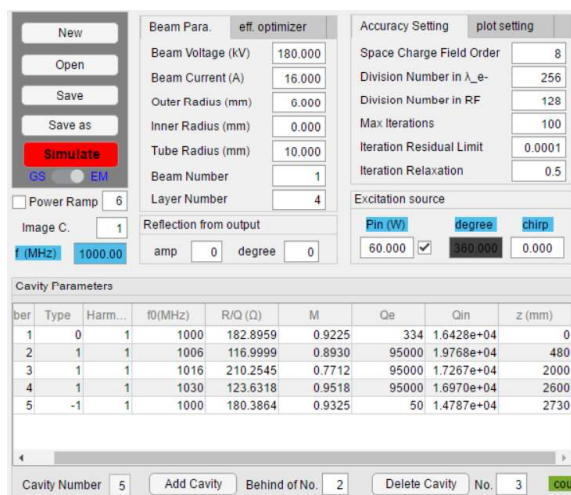 New
Open
Save
Save as
Simulate
GS EM
Power Ramp 6
Image C. 1
f (MHz) 1000.00
Beam Para. eff. optimizer
Beam Voltage (kV) 180.000
Beam Current (A) 16.000
Outer Radius (mm) 6.000
Inner Radius (mm) 0.000
Tube Radius (mm) 10.000
Beam Number 1
Layer Number 4
Reflection from output
amp 0 degree 0
Accuracy Setting plot setting
Space Charge Field Order 8
Division Number in λ_e- 256
Division Number in RF 128
Max Iterations 100
Iteration Residual Limit 0.0001
Iteration Relaxation 0.5
Excitation source
Pin (W) degree chirp
60.000 360.000 0.000
Cavity Parameters
ber Type Harm... f0(MHz) R/Q (Ω) M Qe Qin z (mm)
1 0 1 1000 182.8959 0.9225 334 1.6428e+04 0
2 1 1 1006 116.9999 0.8930 95000 1.9768e+04 480
3 1 1 1016 210.2545 0.7712 95000 1.7267e+04 2000
4 1 1 1030 123.6318 0.9518 95000 1.6970e+04 2600
5 -1 1 1000 180.3864 0.9325 50 1.4787e+04 2730
Cavity Number 5 Add Cavity Behind of No. 2 Delete Cavity No. 3 cou